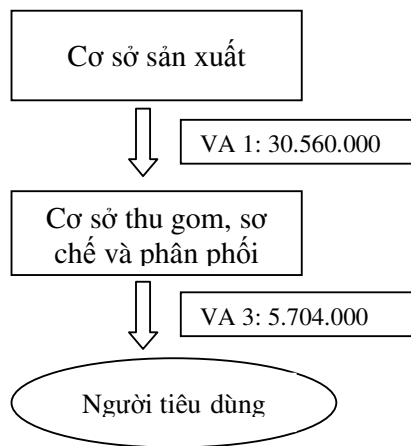 Cơ sở sản xuất
VA 1: 30.560.000
Cơ sở thu gom, sơ
chế và phân phối
VA 3: 5.704.000
Người tiêu dùng